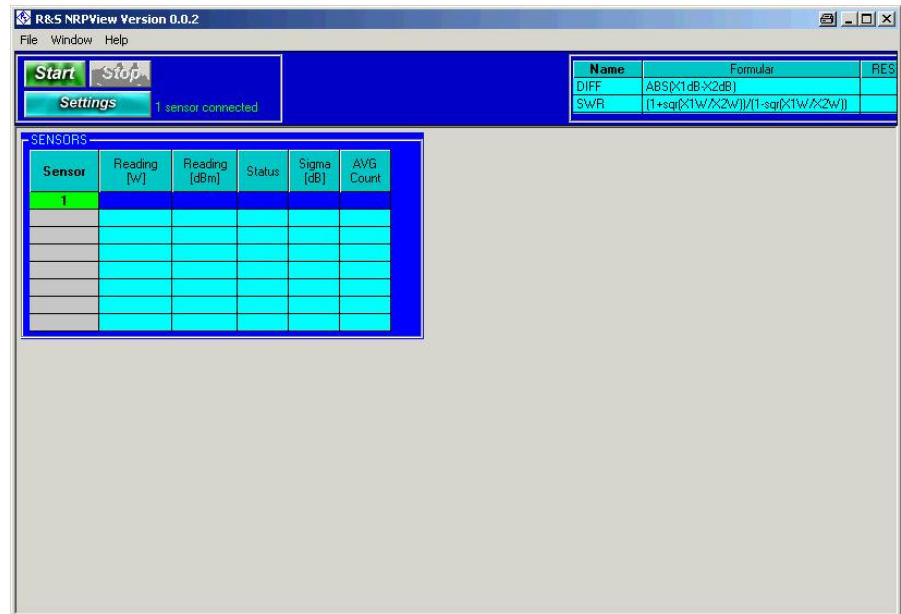 R&S NRPView Version 0.0.2
File Window Help
Start Stop
Settings 1 sensor connected
Name Formular RES
DIFF ABS(X1dB-X2dB)
SWR (1+sqr(X1W/X2W))/(1-sqr(X1W/X2W))
SENSORS
Sensor Reading [W] Reading [dBm] Status Sigma [dB] AVG Count
1